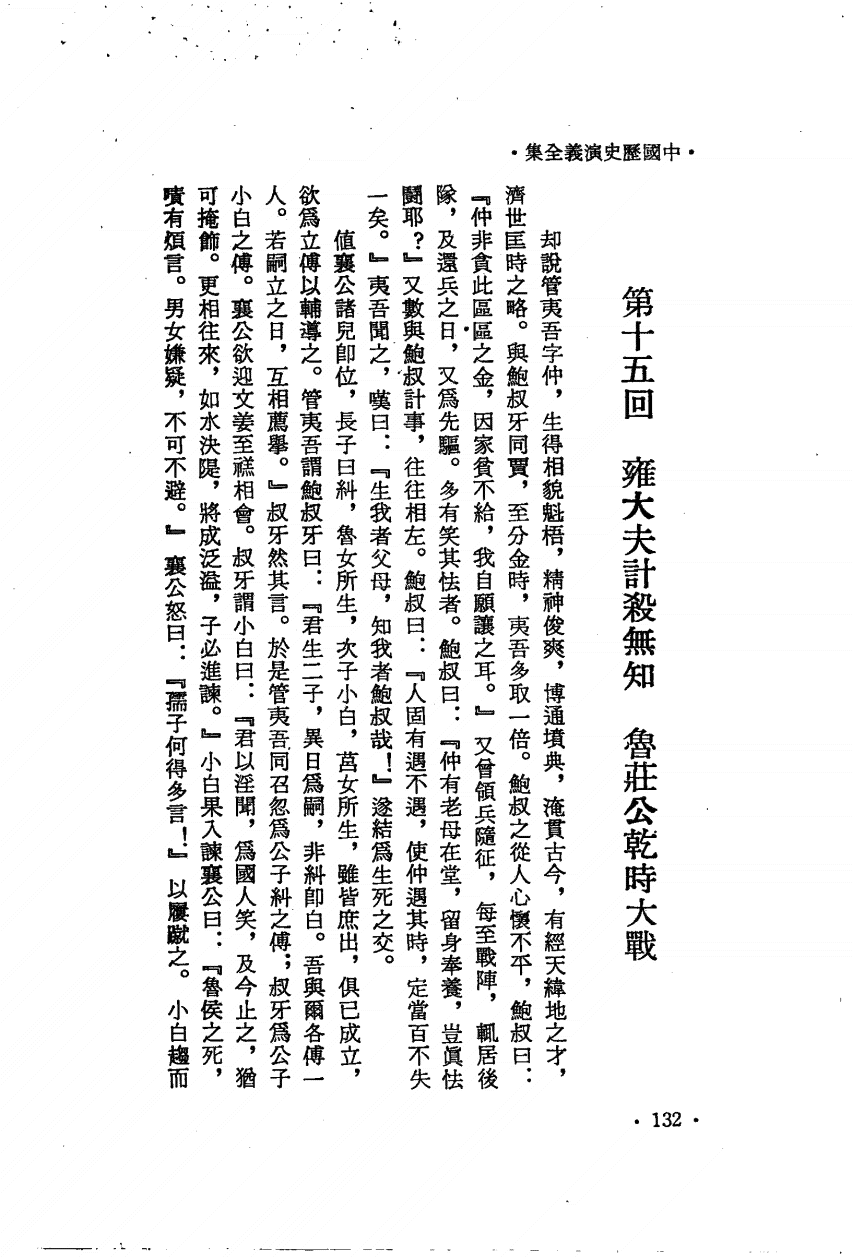 ・中國歷史演義全集・
第十五回　雍大夫計殺無知　魯莊公乾時大戰
却說管夷吾字仲，生得相貌魁梧，精神俊爽，博通墳典，淹貫古今，有經天緯地之才，
濟世匡時之略。與鮑叔牙同賈，至分金時，夷吾多取一倍。鮑叔之從人心懷不平，鮑叔曰：
『仲非貪此區區之金，因家貧不給，我自願讓之耳。』又曾領兵隨征，每至戰陣，輒居後
隊，及還兵之日，又爲先驅。多有笑其怯者。鮑叔曰：『仲有老母在堂，留身奉養，豈眞怯
鬪耶？』又數與鮑叔計事，往往相左。鮑叔曰：『人固有遇不遇，使仲遇其時，定當百不失
一矣。』夷吾聞之，嘆曰：『生我者父母，知我者鮑叔哉！』遂結爲生死之交。
値襄公諸兒卽位，長子曰糾，魯女所生，次子小白，莒女所生，雖皆庶出，俱已成立，
欲爲立傅以輔導之。管夷吾謂鮑叔牙曰：『君生二子，異日爲嗣，非糾卽白。吾與爾各傅一
人。若嗣立之日，互相薦舉。』叔牙然其言。於是管夷吾同召忽爲公子糾之傅；叔牙爲公子
小白之傅。襄公欲迎文姜至禚相會。叔牙謂小白曰：『君以淫聞，爲國人笑，及今止之，猶
可掩飾。更相往來，如水決隄，將成泛溢，子必進諫。』小白果入諫襄公曰：『魯侯之死，
嘖有煩言。男女嫌疑，不可不避。』襄公怒曰：『孺子何得多言！』以屨蹴之。小白趨而
・132・